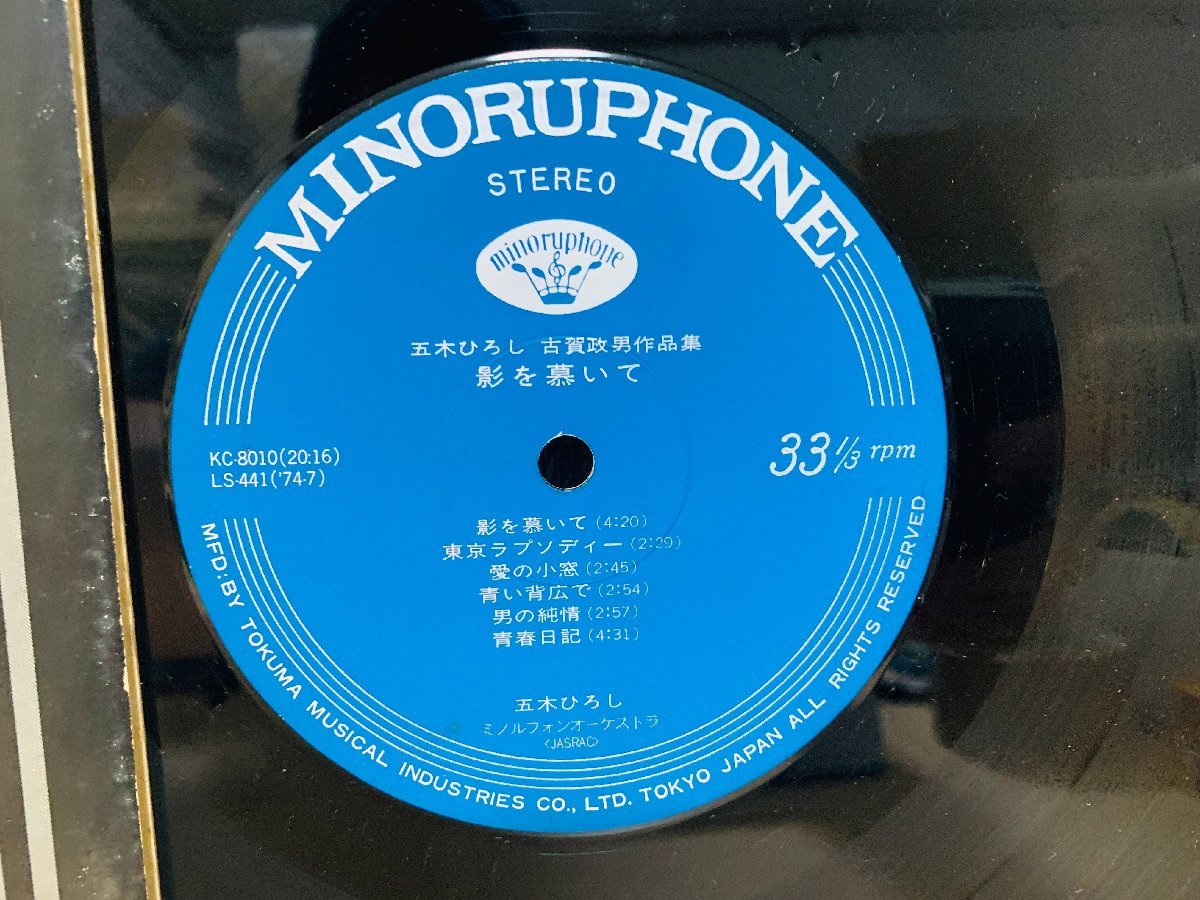 MINORUPHONE
STEREO
minoruphone
五木ひろし 古賀政男作品集
影を慕いて
KC-8010(20:16)
LS-441('74-7)
33 1/3 rpm
影を慕いて(4:20)
東京ラプソディー(2:29)
愛の小窓(2:45)
青い背広で(2:54)
男の純情(2:57)
青春日記(4:31)
五木ひろし
ミノルフォンオーケストラ
<JASRAC>
MFD:BY TOKUMA MUSICAL INDUSTRIES CO., LTD. TOKYO JAPAN ALL RIGHTS RESERVED